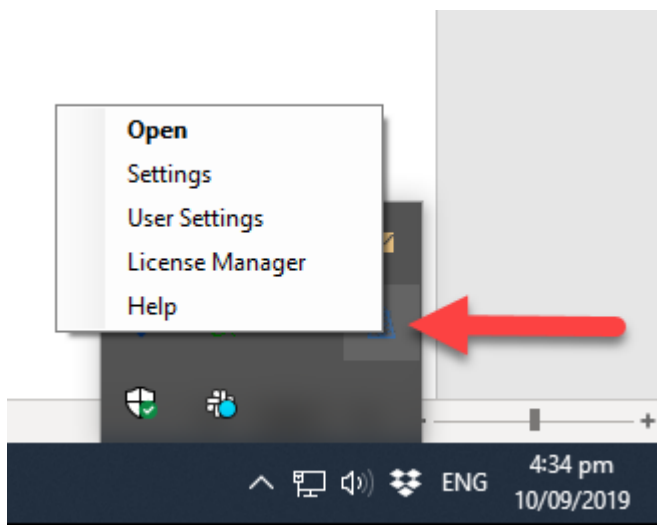 Open
Settings
User Settings
License Manager
Help
ENG
4:34 pm
10/09/2019